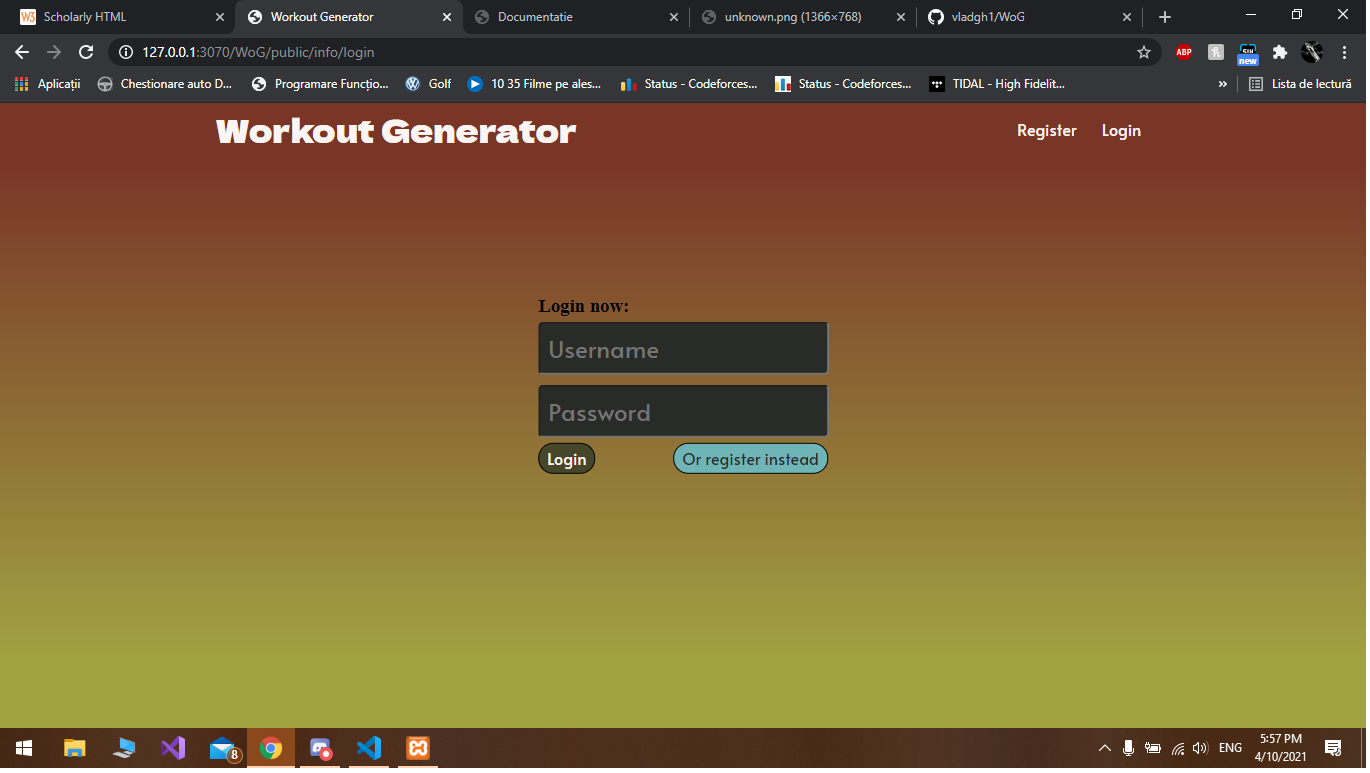 Scholarly HTML
Workout Generator
Documentatie
unknown.png (1366×768)
vladgh1/WoG
127.0.0.1:3070/WoG/public/info/login
ABP
new
Aplicații
Chestionare auto D...
Programare Funcțio...
Golf
10 35 Filme pe ales...
Status - Codeforces...
Status - Codeforces...
TIDAL - High Fidelit...
»
Lista de lectură
Workout Generator
Register
Login
Login now:
Username
Password
Login
Or register instead
8
ENG
5:57 PM
4/10/2021